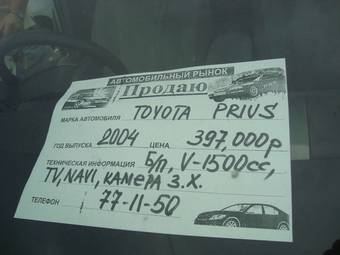 АВТОМОБИЛЬНЫЙ РЫНОК
Продаю
МАРКА АВТОМОБИЛЯ TOYOTA PRIUS
ГОД ВЫПУСКА 2004 ЦЕНА 397,000р
ТЕХНИЧЕСКАЯ ИНФОРМАЦИЯ Б/п, V-1500cc,
TV, NAVI, КАМЕРА З.Х.
ТЕЛЕФОН 77-11-50